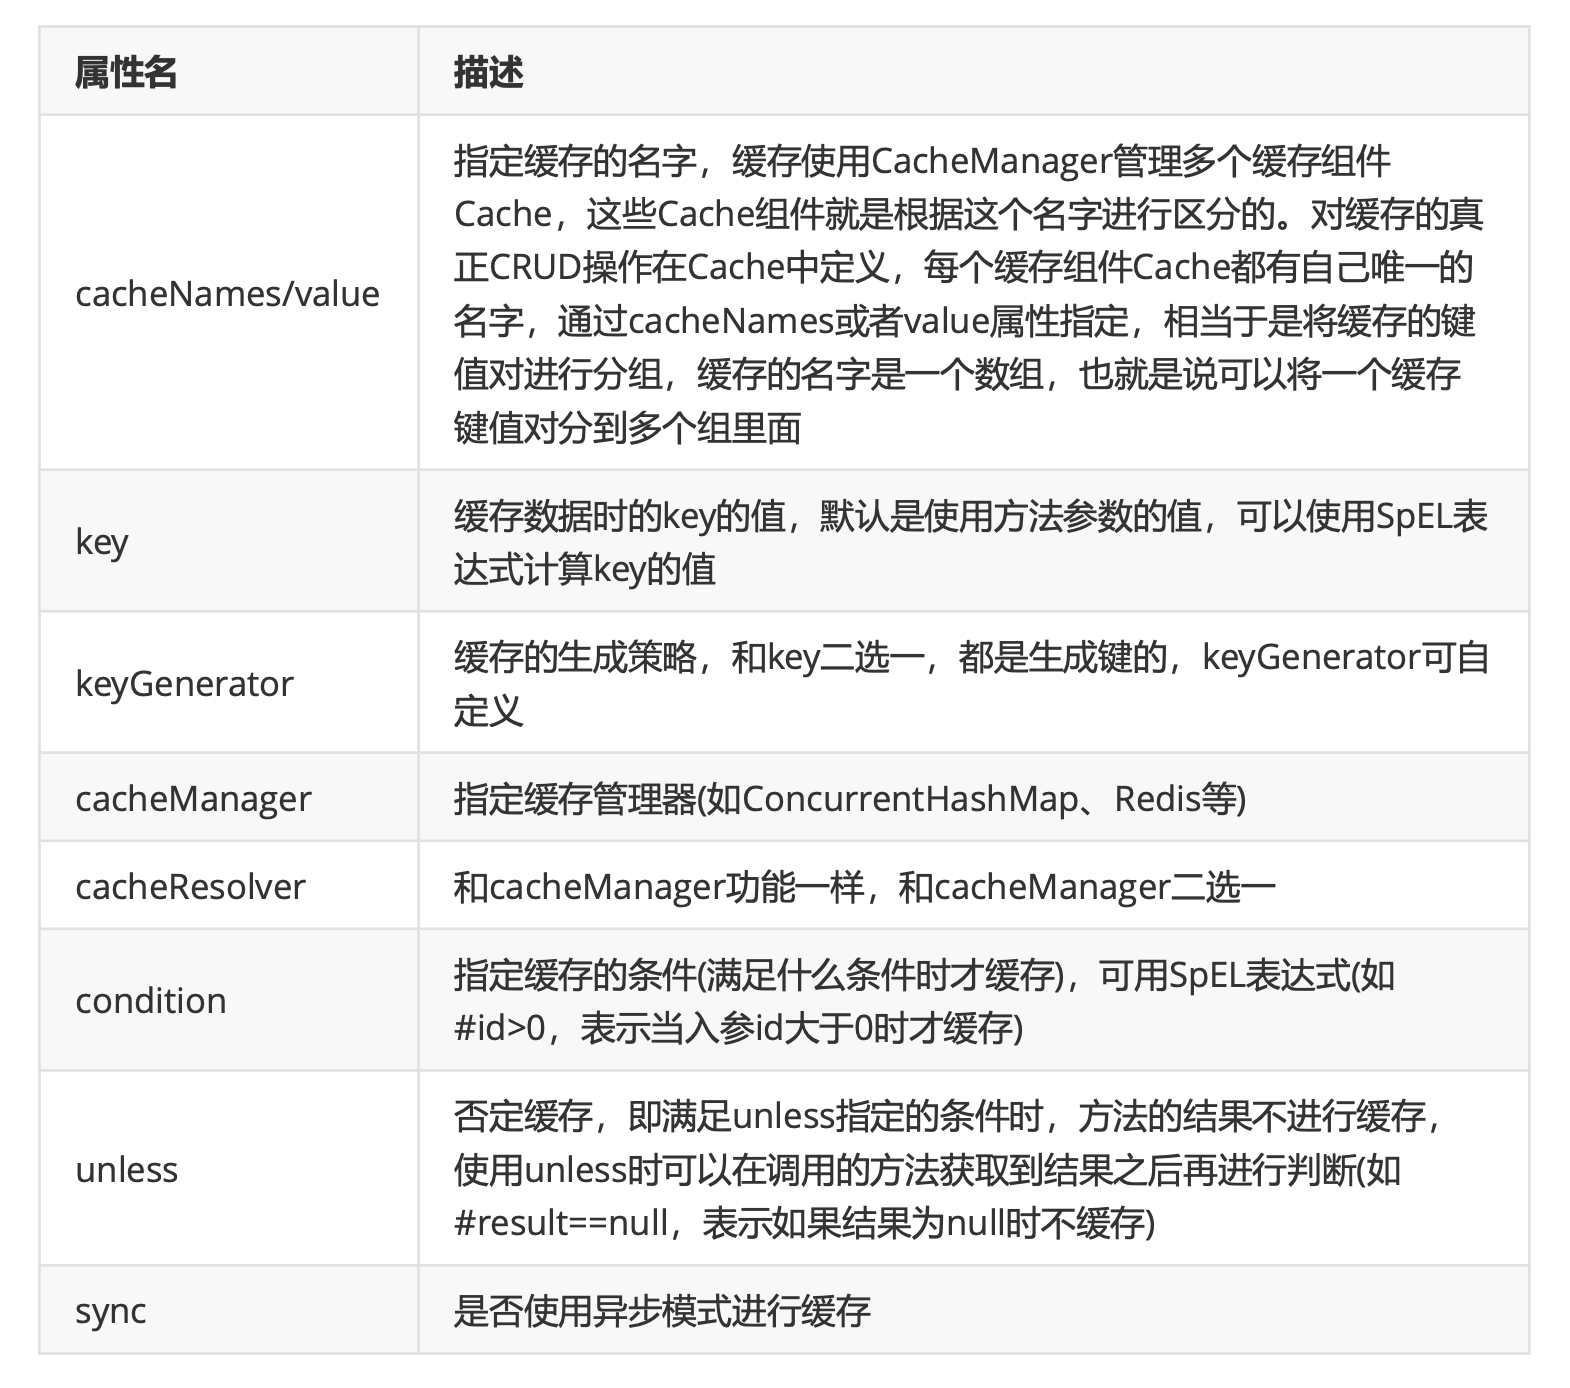 属性名
描述
cacheNames/value
指定缓存的名字，缓存使用CacheManager管理多个缓存组件
Cache，这些Cache组件就是根据这个名字进行区分的。对缓存的真
正CRUD操作在Cache中定义，每个缓存组件Cache都有自己唯一的
名字，通过cacheNames或者value属性指定，相当于是将缓存的键
值对进行分组，缓存的名字是一个数组，也就是说可以将一个缓存
键值对分到多个组里面
key
缓存数据时的key的值，默认是使用方法参数的值，可以使用SpEL表
达式计算key的值
keyGenerator
缓存的生成策略，和key二选一，都是生成键的，keyGenerator可自
定义
cacheManager
指定缓存管理器(如ConcurrentHashMap、Redis等)
cacheResolver
和cacheManager功能一样，和cacheManager二选一
condition
指定缓存的条件(满足什么条件时才缓存)，可用SpEL表达式(如
#id>0，表示当入参id大于0时才缓存)
unless
否定缓存，即满足unless指定的条件时，方法的结果不进行缓存，
使用unless时可以在调用的方法获取到结果之后再进行判断(如
#result==null，表示如果结果为null时不缓存)
sync
是否使用异步模式进行缓存